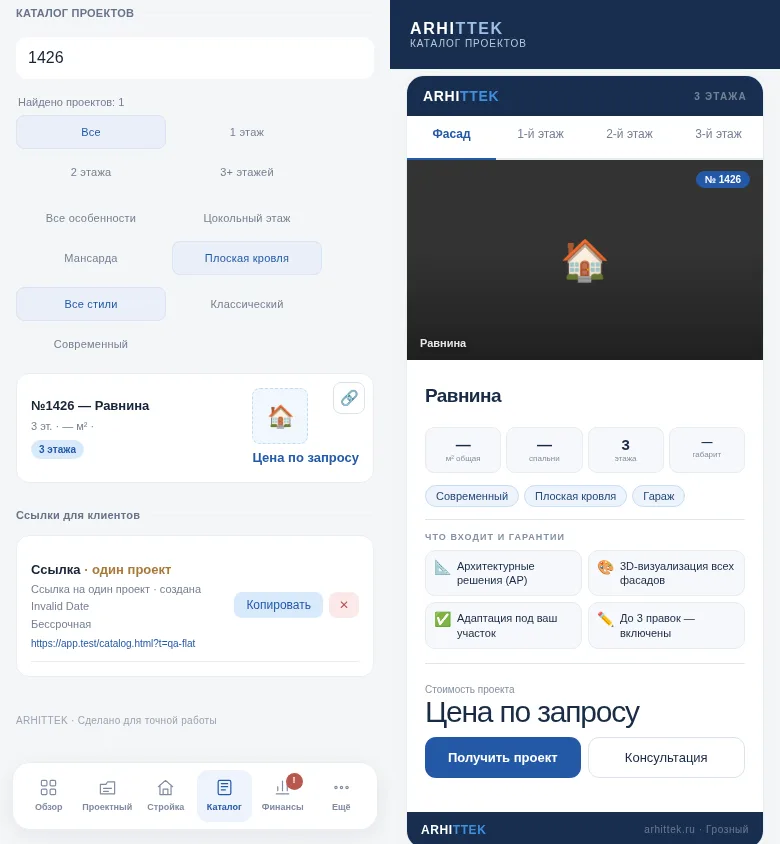 КАТАЛОГ ПРОЕКТОВ
1426
Найдено проектов: 1
Все
1 этаж
2 этажа
3+ этажей
Все особенности
Цокольный этаж
Мансарда
Плоская кровля
Все стили
Классический
Современный
№1426 — Равнина
3 эт. · — м² ·
3 этажа
Цена по запросу
Ссылки для клиентов
Ссылка · один проект
Ссылка на один проект · создана
Invalid Date
Бессрочная
https://app.test/catalog.html?t=qa-flat
Копировать
✕
ARHITTEK · Сделано для точной работы
Обзор
Проектный
Стройка
Каталог
!
Финансы
Ещё
ARHITTEK
КАТАЛОГ ПРОЕКТОВ
ARHITTEK
3 ЭТАЖА
Фасад
1-й этаж
2-й этаж
3-й этаж
№ 1426
Равнина
Равнина
—
м² общая
—
спальни
3
этажа
—
габарит
Современный
Плоская кровля
Гараж
ЧТО ВХОДИТ И ГАРАНТИИ
Архитектурные
решения (АР)
3D-визуализация всех
фасадов
Адаптация под ваш
участок
До 3 правок —
включены
Стоимость проекта
Цена по запросу
Получить проект
Консультация
ARHITTEK
arhittek.ru · Грозный